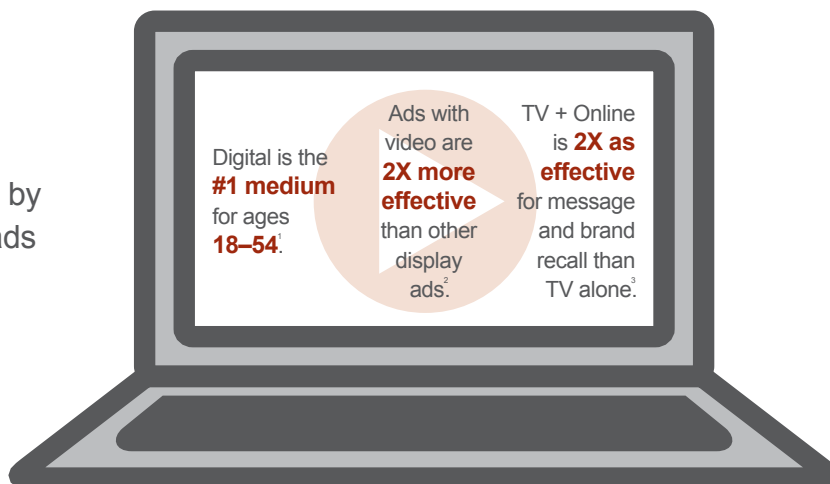 by
Digital is the
#1 medium
for ages
18–54¹.
Ads with
video are
2X more
effective
than other
display
ads².
TV + Online
is 2X as
effective
for message
and brand
recall than
TV alone³.